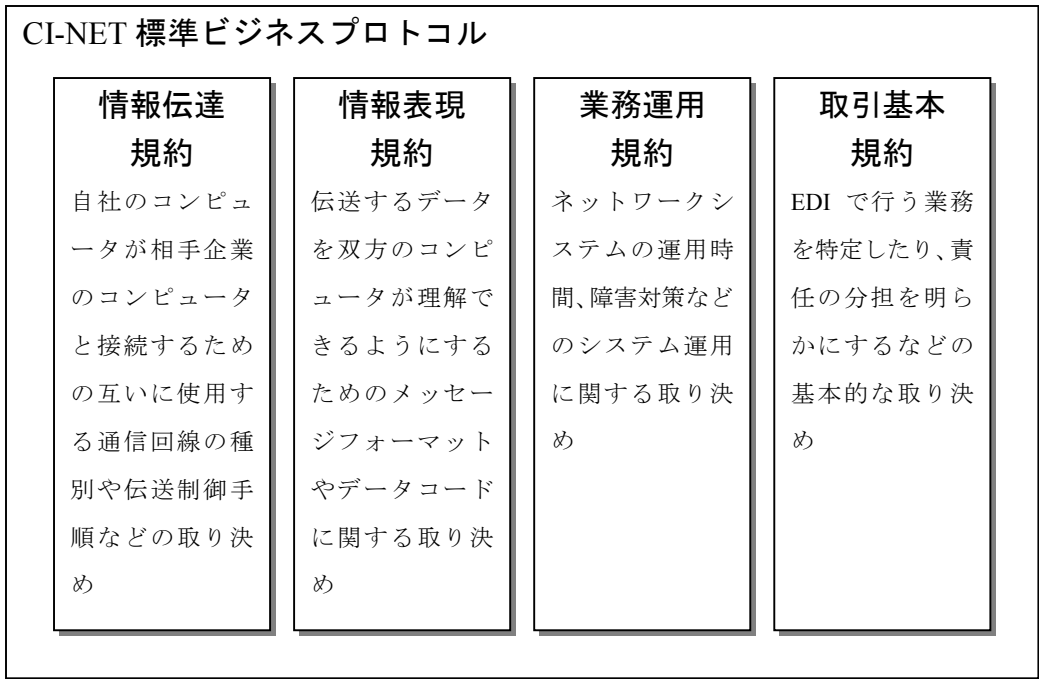 CI-NET 標準ビジネスプロトコル
情報伝達
規約
自社のコンピュ
ータが相手企業
のコンピュータ
と接続するため
の互いに使用す
る通信回線の種
別や伝送制御手
順などの取り決
め
情報表現
規約
伝送するデータ
を双方のコンピ
ュータが理解で
きるようにする
ためのメッセー
ジフォーマット
やデータコード
に関する取り決
め
業務運用
規約
ネットワークシ
ステムの運用時
間、障害対策など
のシステム運用
に関する取り決
め
取引基本
規約
EDI で行う業務
を特定したり、責
任の分担を明ら
かにするなどの
基本的な取り決
め